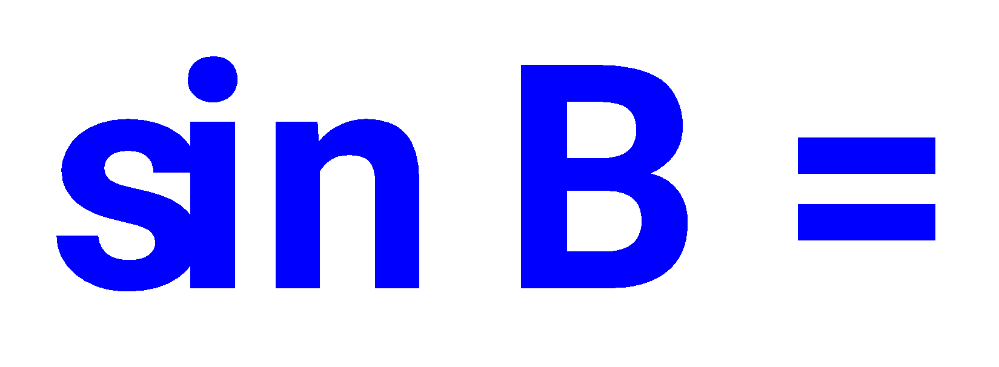 sin B =